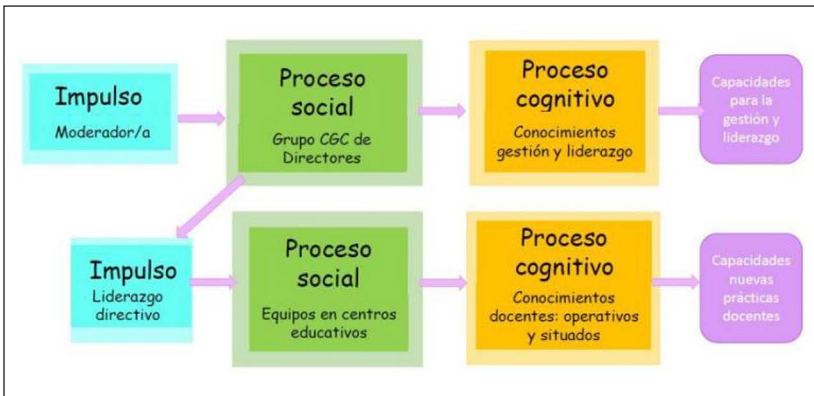 Impulso
Moderador/a
Proceso
social
Grupo CGC de
Directores
Proceso
cognitivo
Conocimientos
gestión y liderazgo
Capacidades
para la
gestión y
liderazgo
Impulso
Liderazgo
directivo
Proceso
social
Equipos en centros
educativos
Proceso
cognitivo
Conocimientos
docentes: operativos
y situados
Capacidades
nuevas
prácticas
docentes